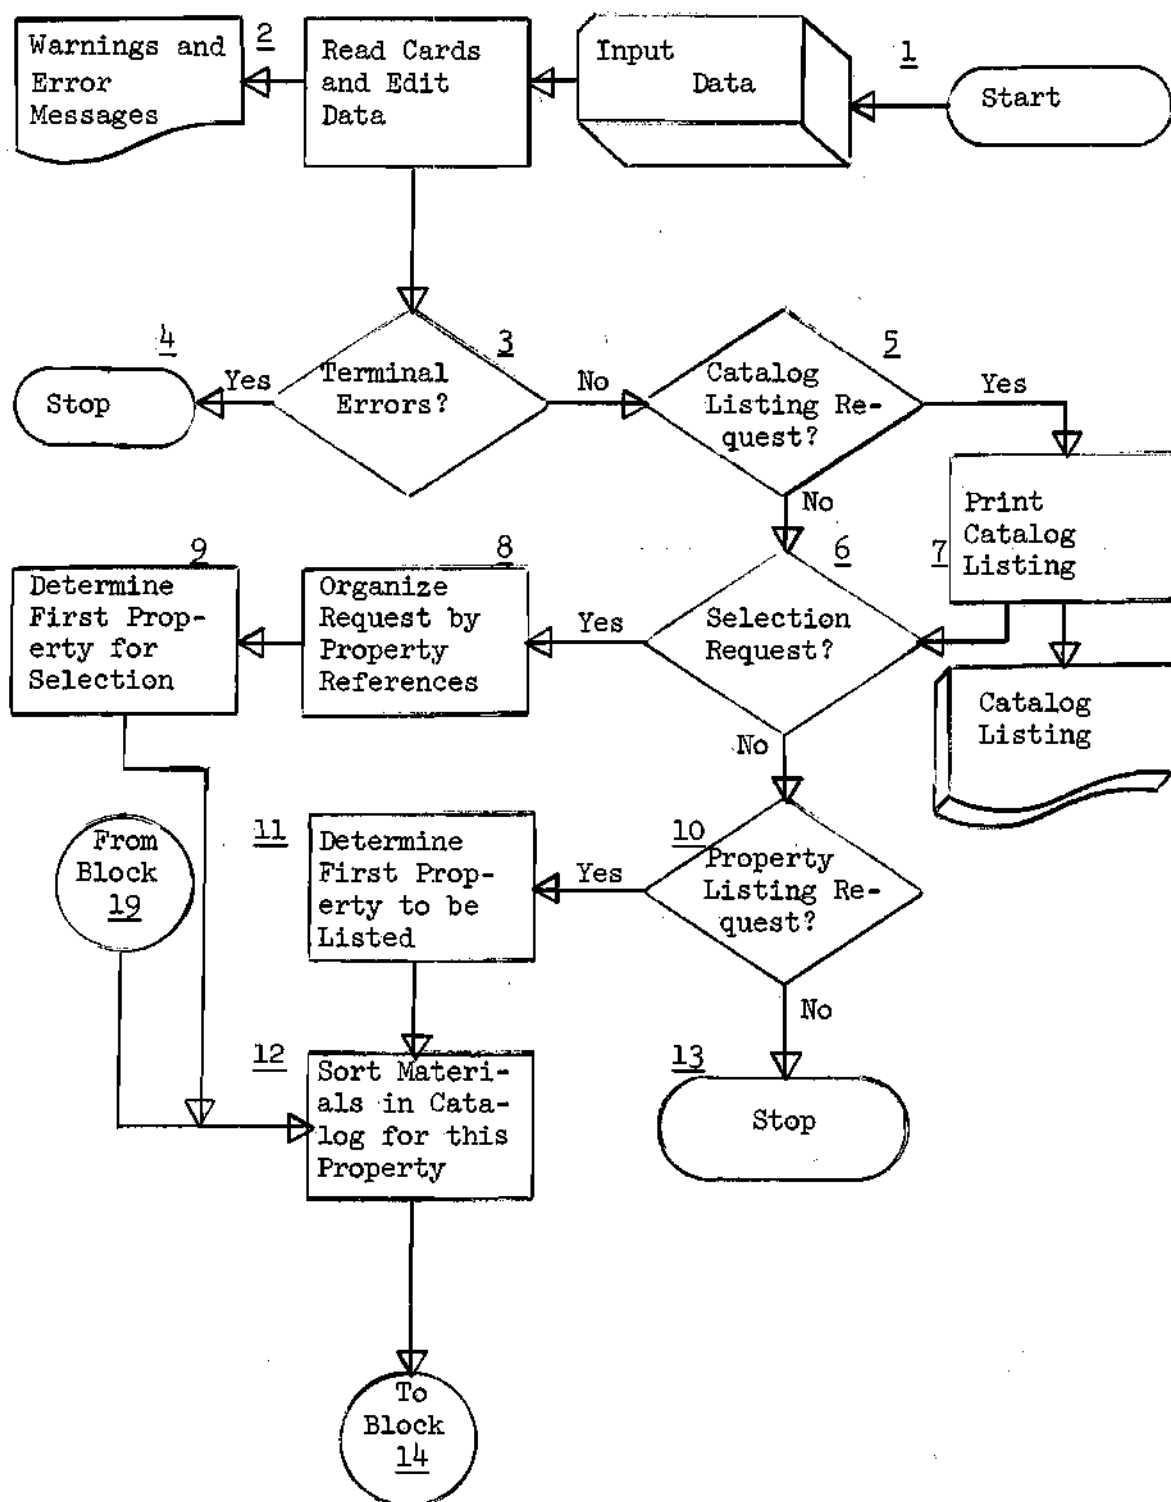 Warnings and
Error
Messages
2
Read Cards
and Edit
Data
Input
Data
1
Start
4
Stop
Yes
3
Terminal
Errors?
No
5
Catalog
Listing Re-
quest?
Yes
No
7
Print
Catalog
Listing
9
Determine
First Prop-
erty for
Selection
8
Organize
Request by
Property
References
Yes
6
Selection
Request?
No
Catalog
Listing
From
Block
19
11
Determine
First Prop-
erty to be
Listed
Yes
10
Property
Listing Re-
quest?
No
12
Sort Materi-
als in Cata-
log for this
Property
13
Stop
To
Block
14